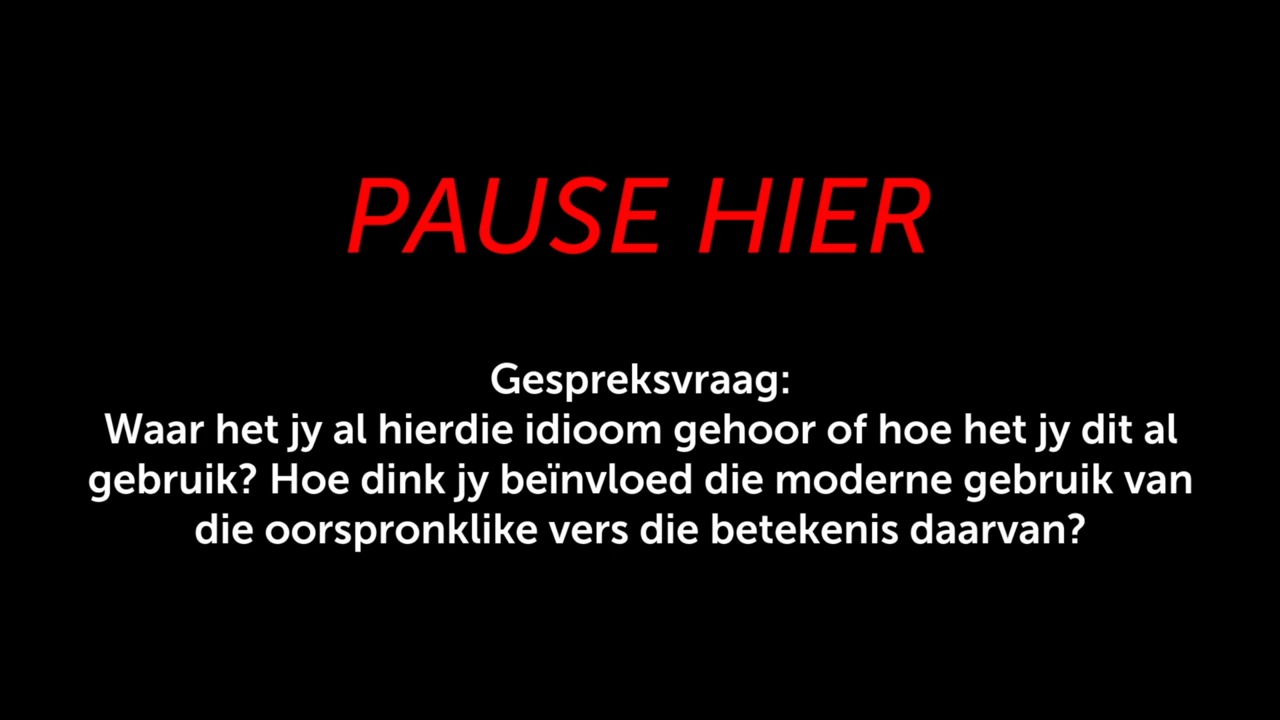 PAUSE HIER
Gespreksvraag:
Waar het jy al hierdie idioom gehoor of hoe het jy dit al
gebruik? Hoe dink jy beïnvloed die moderne gebruik van
die oorspronklike vers die betekenis daarvan?